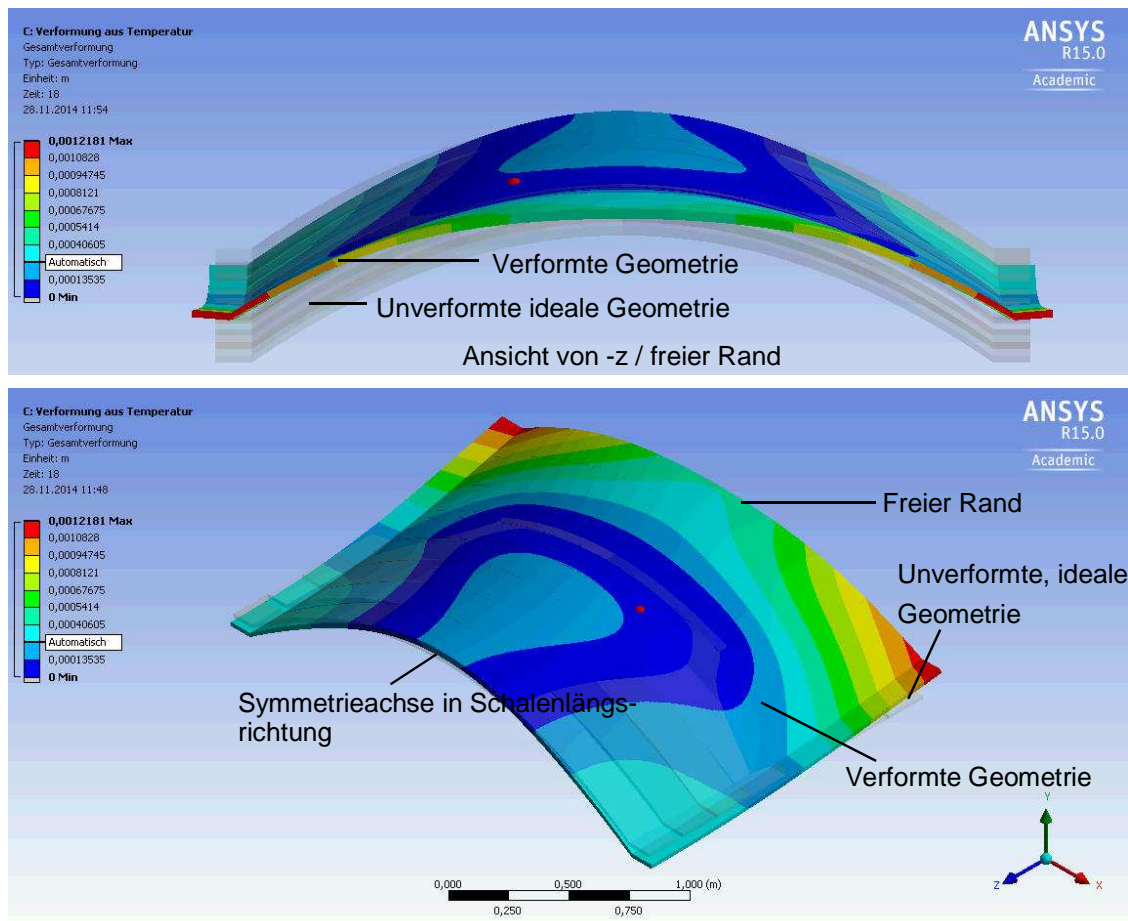 C: Verformung aus Temperatur
Gesamtverformung
Typ: Gesamtverformung
Einheit: m
Zeit: 18
28.11.2014 11:54
0,0012181 Max
0,0010828
0,00094745
0,0008121
0,00067675
0,0005414
0,00040605
Automatisch
0,00013535
0 Min
ANSYS
R15.0
Academic
Verformte Geometrie
Unverformte ideale Geometrie
Ansicht von -z / freier Rand
C: Verformung aus Temperatur
Gesamtverformung
Typ: Gesamtverformung
Einheit: m
Zeit: 18
28.11.2014 11:48
0,0012181 Max
0,0010828
0,00094745
0,0008121
0,00067675
0,0005414
0,00040605
Automatisch
0,00013535
0 Min
ANSYS
R15.0
Academic
Freier Rand
Unverformte, ideale
Geometrie
Symmetrieachse in Schalenlängs-
richtung
Verformte Geometrie
0,000 0,500 1,000 (m)
0,250 0,750
Y
Z X